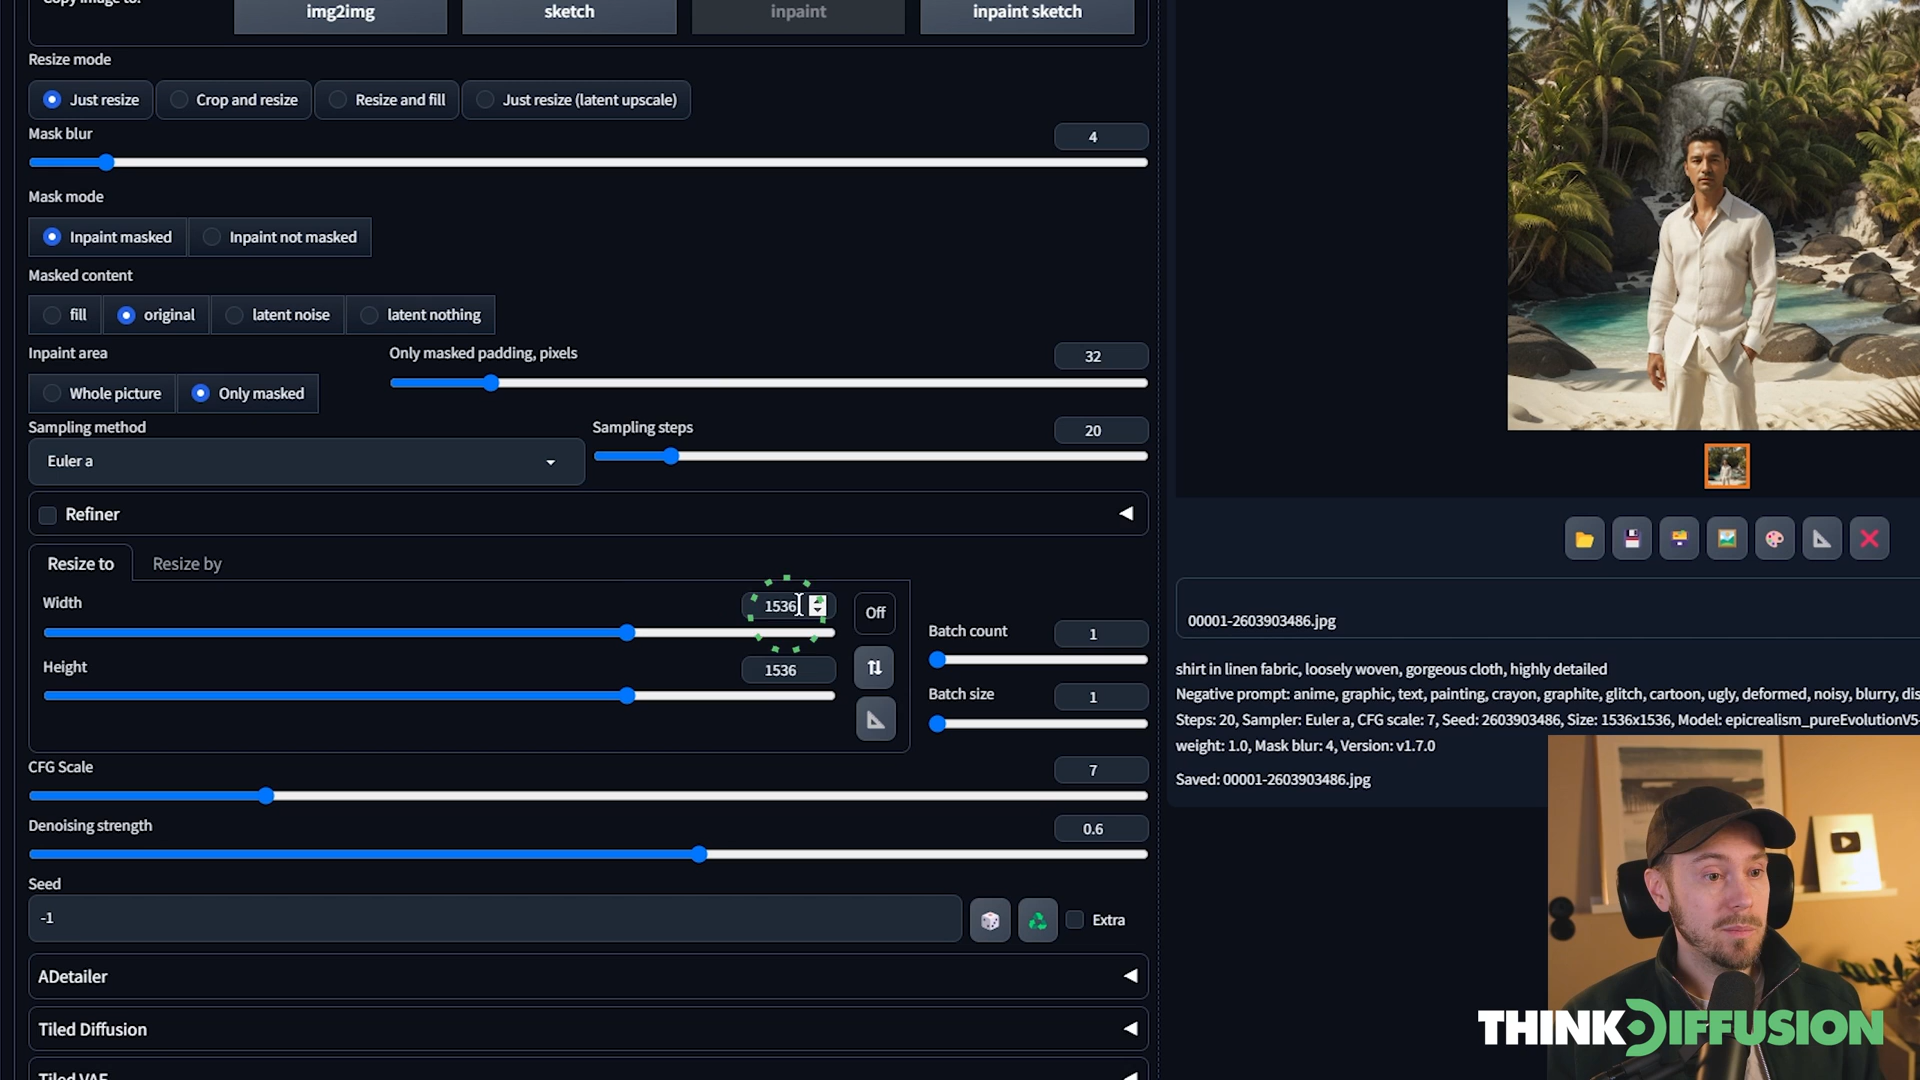 Copy image to:
img2img
sketch
inpaint
inpaint sketch
Resize mode
Just resize
Crop and resize
Resize and fill
Just resize (latent upscale)
Mask blur
4
Mask mode
Inpaint masked
Inpaint not masked
Masked content
fill
original
latent noise
latent nothing
Inpaint area
Only masked padding, pixels
32
Whole picture
Only masked
Sampling method
Sampling steps
20
Euler a
Refiner
Resize to
Resize by
Width
1536
Off
Height
1536
Batch count
1
Batch size
1
CFG Scale
7
Denoising strength
0.6
Seed
-1
Extra
ADetailer
Tiled Diffusion
Tiled VAE
00001-2603903486.jpg
shirt in linen fabric, loosely woven, gorgeous cloth, highly detailed
Negative prompt: anime, graphic, text, painting, crayon, graphite, glitch, cartoon, ugly, deformed, noisy, blurry, dis
Steps: 20, Sampler: Euler a, CFG scale: 7, Seed: 2603903486, Size: 1536x1536, Model: epicrealism_pureEvolutionV5-
weight: 1.0, Mask blur: 4, Version: v1.7.0
Saved: 00001-2603903486.jpg
THINKDIFFUSION